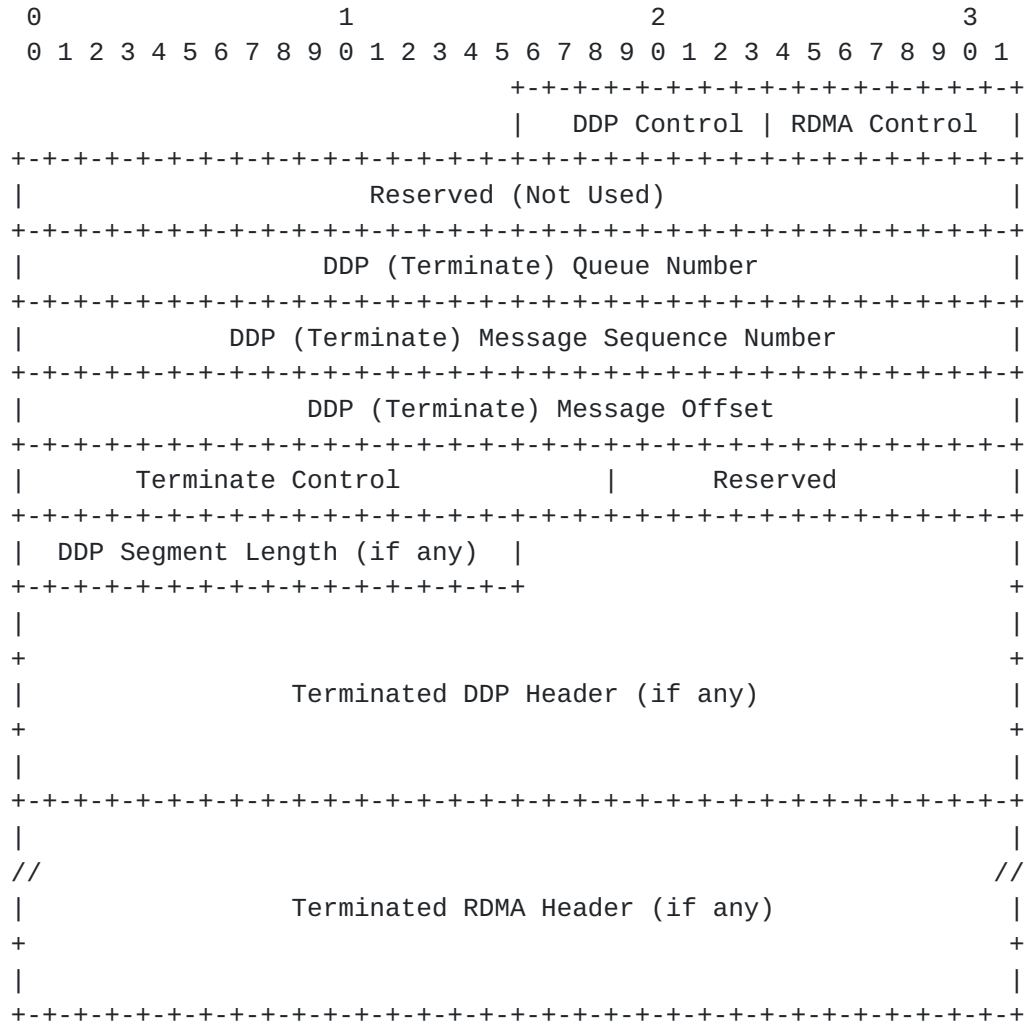 0                   1                   2                   3
 0 1 2 3 4 5 6 7 8 9 0 1 2 3 4 5 6 7 8 9 0 1 2 3 4 5 6 7 8 9 0 1
                                +-+-+-+-+-+-+-+-+-+-+-+-+-+-+-+-+
                                |   DDP Control | RDMA Control  |
+-+-+-+-+-+-+-+-+-+-+-+-+-+-+-+-+-+-+-+-+-+-+-+-+-+-+-+-+-+-+-+-+
|                      Reserved (Not Used)                      |
+-+-+-+-+-+-+-+-+-+-+-+-+-+-+-+-+-+-+-+-+-+-+-+-+-+-+-+-+-+-+-+-+
|                   DDP (Terminate) Queue Number                |
+-+-+-+-+-+-+-+-+-+-+-+-+-+-+-+-+-+-+-+-+-+-+-+-+-+-+-+-+-+-+-+-+
|             DDP (Terminate) Message Sequence Number           |
+-+-+-+-+-+-+-+-+-+-+-+-+-+-+-+-+-+-+-+-+-+-+-+-+-+-+-+-+-+-+-+-+
|                  DDP (Terminate) Message Offset               |
+-+-+-+-+-+-+-+-+-+-+-+-+-+-+-+-+-+-+-+-+-+-+-+-+-+-+-+-+-+-+-+-+
|       Terminate Control             |      Reserved           |
+-+-+-+-+-+-+-+-+-+-+-+-+-+-+-+-+-+-+-+-+-+-+-+-+-+-+-+-+-+-+-+-+
|  DDP Segment Length (if any)  |                               |
+-+-+-+-+-+-+-+-+-+-+-+-+-+-+-+-+                               +
|                                                               |
+                                                               +
|                 Terminated DDP Header (if any)                |
+                                                               +
|                                                               |
+-+-+-+-+-+-+-+-+-+-+-+-+-+-+-+-+-+-+-+-+-+-+-+-+-+-+-+-+-+-+-+-+
|                                                               |
//                                                             //
|                 Terminated RDMA Header (if any)               |
+                                                               +
|                                                               |
+-+-+-+-+-+-+-+-+-+-+-+-+-+-+-+-+-+-+-+-+-+-+-+-+-+-+-+-+-+-+-+-+